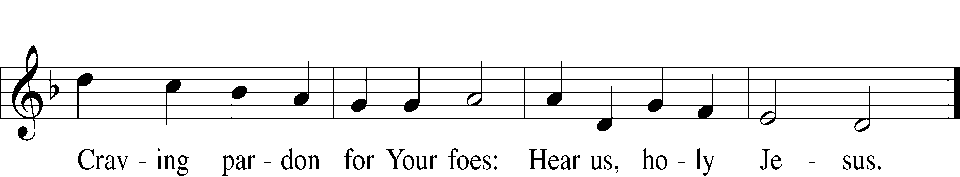 Crav - ing par - don for Your foes: Hear us, ho - ly Je - sus.